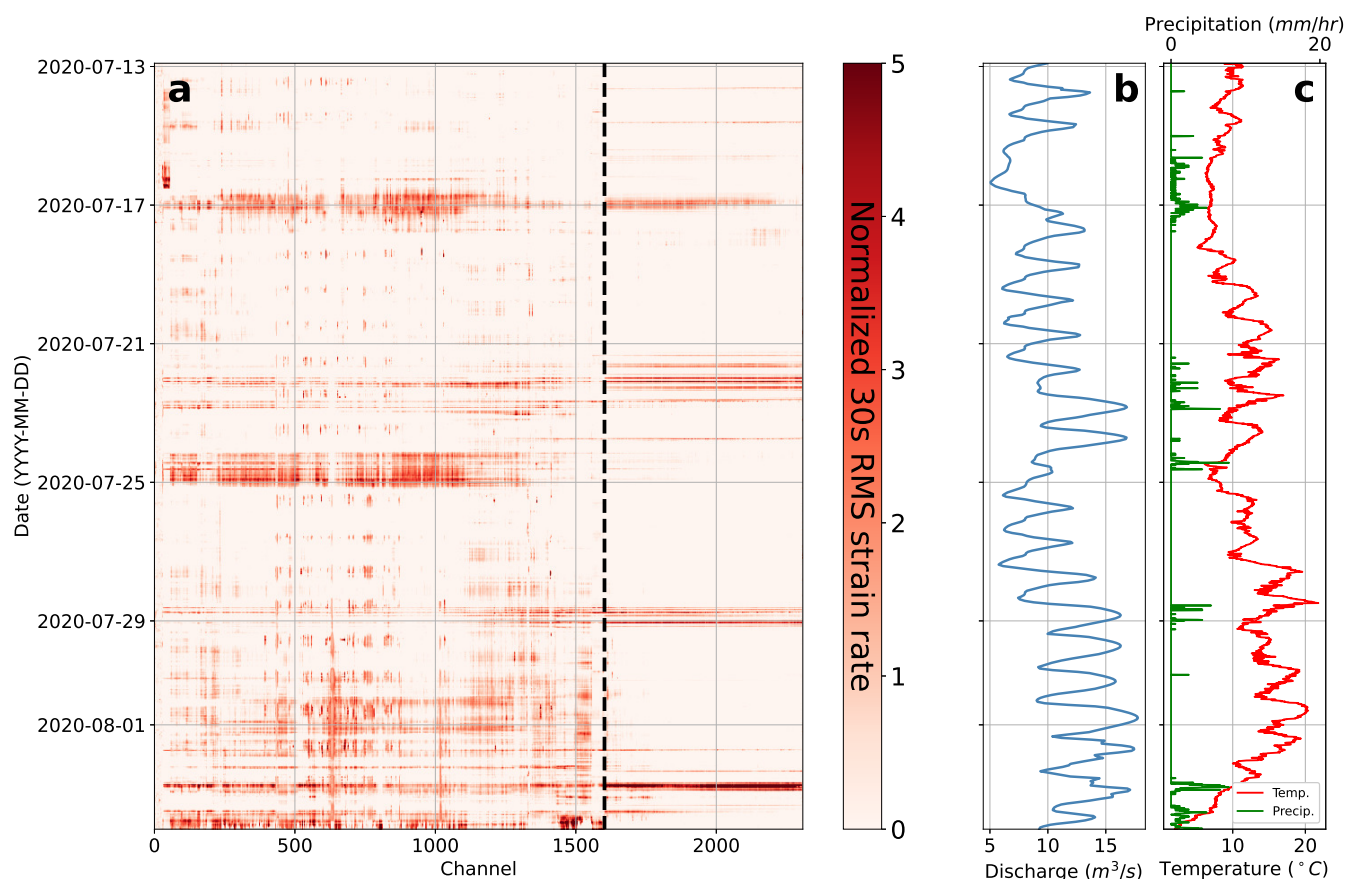 Precipitation (mm/hr)
0 20
a
b
c
2020-07-13
2020-07-17
2020-07-21
2020-07-25
2020-07-29
2020-08-01
Date (YYYY-MM-DD)
0 500 1000 1500 2000
Channel
5
4
3
2
1
0
Normalized 30s RMS strain rate
5 10 15
Discharge (m³/s)
Temp.
Precip.
10 20
Temperature (°C)